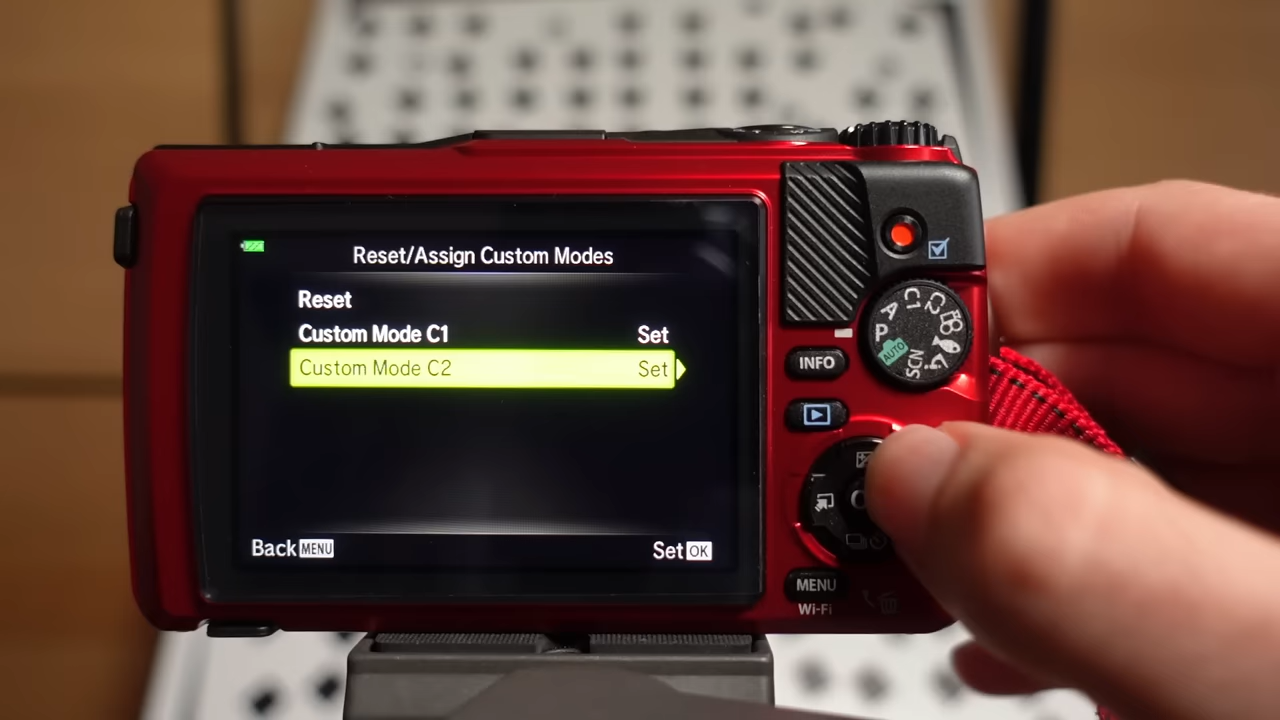 Reset/Assign Custom Modes
Reset
Custom Mode C1 Set
Custom Mode C2 Set
Back MENU
Set OK
C1
C2
A
P
AUTO
SCN
INFO
MENU
Wi-Fi